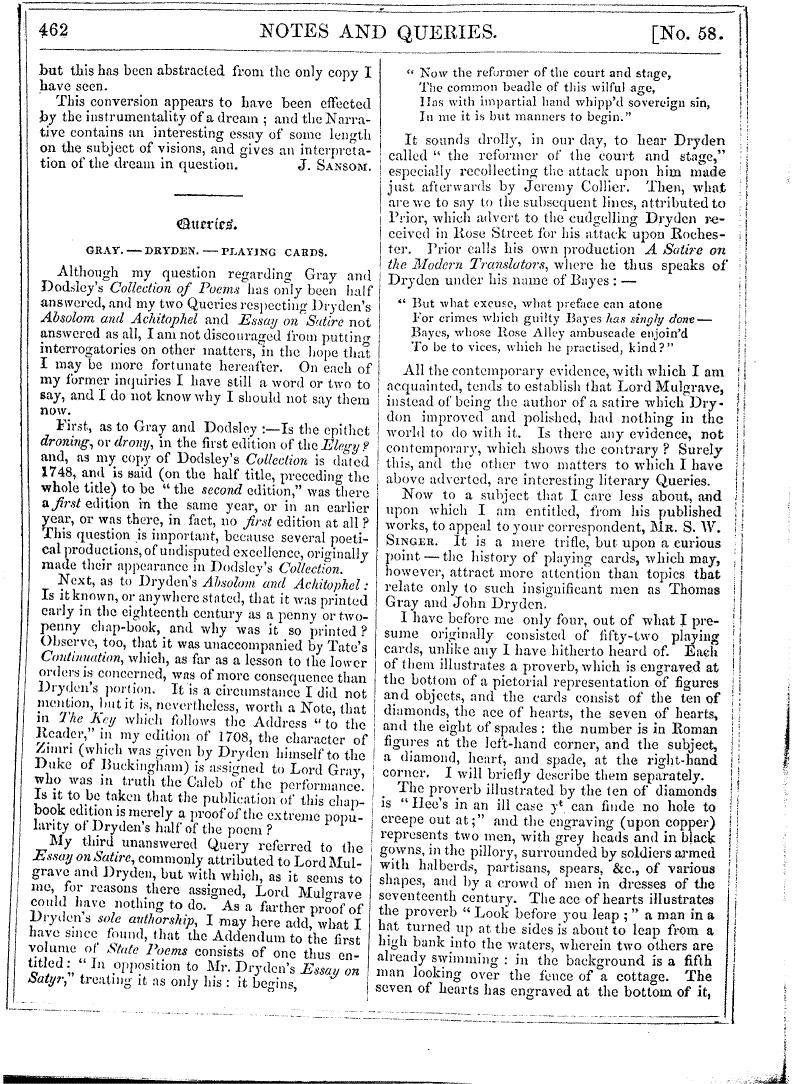 462 NOTES AND QUERIES. [No. 58.
but this has been abstracted from the only copy I
have seen.
This conversion appears to have been effected
by the instrumentality of a dream ; and the Narra-
tive contains an interesting essay of some length
on the subject of visions, and gives an interpreta-
tion of the dream in question. J. SANSOM.
Queries.
GRAY. — DRYDEN. — PLAYING CARDS.
Although my question regarding Gray and
Dodsley's Collection of Poems has only been half
answered, and my two Queries respecting Dryden's
Absolom and Achitophel and Essay on Satire not
answered as all, I am not discouraged from putting
interrogatories on other matters, in the hope that
I may be more fortunate hereafter. On each of
my former inquiries I have still a word or two to
say, and I do not know why I should not say them
now.
First, as to Gray and Dodsley :—Is the epithet
droning, or drony, in the first edition of the Elegy ?
and, as my copy of Dodsley's Collection is dated
1748, and is said (on the half title, preceding the
whole title) to be "the second edition," was there
a first edition in the same year, or in an earlier
year, or was there, in fact, no first edition at all ?
This question is important, because several poeti-
cal productions, of undisputed excellence, originally
made their appearance in Dodsley's Collection.
Next, as to Dryden's Absolom and Achitophel :
Is it known, or anywhere stated, that it was printed
early in the eighteenth century as a penny or two-
penny chap-book, and why was it so printed ?
Observe, too, that it was unaccompanied by Tate's
Continuation, which, as far as a lesson to the lower
orders is concerned, was of more consequence than
Dryden's portion. It is a circumstance I did not
mention, but it is, nevertheless, worth a Note, that
in The Key which follows the Address "to the
Reader," in my edition of 1708, the character of
Zimri (which was given by Dryden himself to the
Duke of Buckingham) is assigned to Lord Gray,
who was in truth the Caleb of the performance.
Is it to be taken that the publication of this chap-
book edition is merely a proof of the extreme popu-
larity of Dryden's half of the poem ?
My third unanswered Query referred to the
Essay on Satire, commonly attributed to Lord Mul-
grave and Dryden, but with which, as it seems to
me, for reasons there assigned, Lord Mulgrave
could have nothing to do. As a farther proof of
Dryden's sole authorship, I may here add, what I
have since found, that the Addendum to the first
volume of State Poems consists of one thus en-
titled : "In opposition to Mr. Dryden's Essay on
Satyr," treating it as only his : it begins,
" Now the reformer of the court and stage,
The common beadle of this wilful age,
Has with impartial hand whipp'd sovereign sin,
In me it is but manners to begin."
It sounds drolly, in our day, to hear Dryden
called " the reformer of the court and stage,"
especially recollecting the attack upon him made
just afterwards by Jeremy Collier. Then, what
are we to say to the subsequent lines, attributed to
Prior, which advert to the cudgelling Dryden re-
ceived in Rose Street for his attack upon Roches-
ter. Prior calls his own production A Satire on
the Modern Translators, where he thus speaks of
Dryden under his name of Bayes : —
" But what excuse, what preface can atone
For crimes which guilty Bayes has singly done—
Bayes, whose Rose Alley ambuscade enjoin'd
To be to vices, which he practised, kind ?"
All the contemporary evidence, with which I am
acquainted, tends to establish that Lord Mulgrave,
instead of being the author of a satire which Dry-
don improved and polished, had nothing in the
world to do with it. Is there any evidence, not
contemporary, which shows the contrary ? Surely
this, and the other two matters to which I have
above adverted, are interesting literary Queries.
Now to a subject that I care less about, and
upon which I am entitled, from his published
works, to appeal to your correspondent, MR. S. W.
SINGER. It is a mere trifle, but upon a curious
point — the history of playing cards, which may,
however, attract more attention than topics that
relate only to such insignificant men as Thomas
Gray and John Dryden.
I have before me only four, out of what I pre-
sume originally consisted of fifty-two playing
cards, unlike any I have hitherto heard of. Each
of them illustrates a proverb, which is engraved at
the bottom of a pictorial representation of figures
and objects, and the cards consist of the ten of
diamonds, the ace of hearts, the seven of hearts,
and the eight of spades : the number is in Roman
figures at the left-hand corner, and the subject,
a diamond, heart, and spade, at the right-hand
corner. I will briefly describe them separately.
The proverb illustrated by the ten of diamonds
is "Hee's in an ill case yt can finde no hole to
creepe out at ;" and the engraving (upon copper)
represents two men, with grey heads and in black
gowns, in the pillory, surrounded by soldiers armed
with halberds, partisans, spears, &c., of various
shapes, and by a crowd of men in dresses of the
seventeenth century. The ace of hearts illustrates
the proverb " Look before you leap ; " a man in a
hat turned up at the sides is about to leap from a
high bank into the waters, wherein two others are
already swimming : in the background is a fifth
man looking over the fence of a cottage. The
seven of hearts has engraved at the bottom of it,